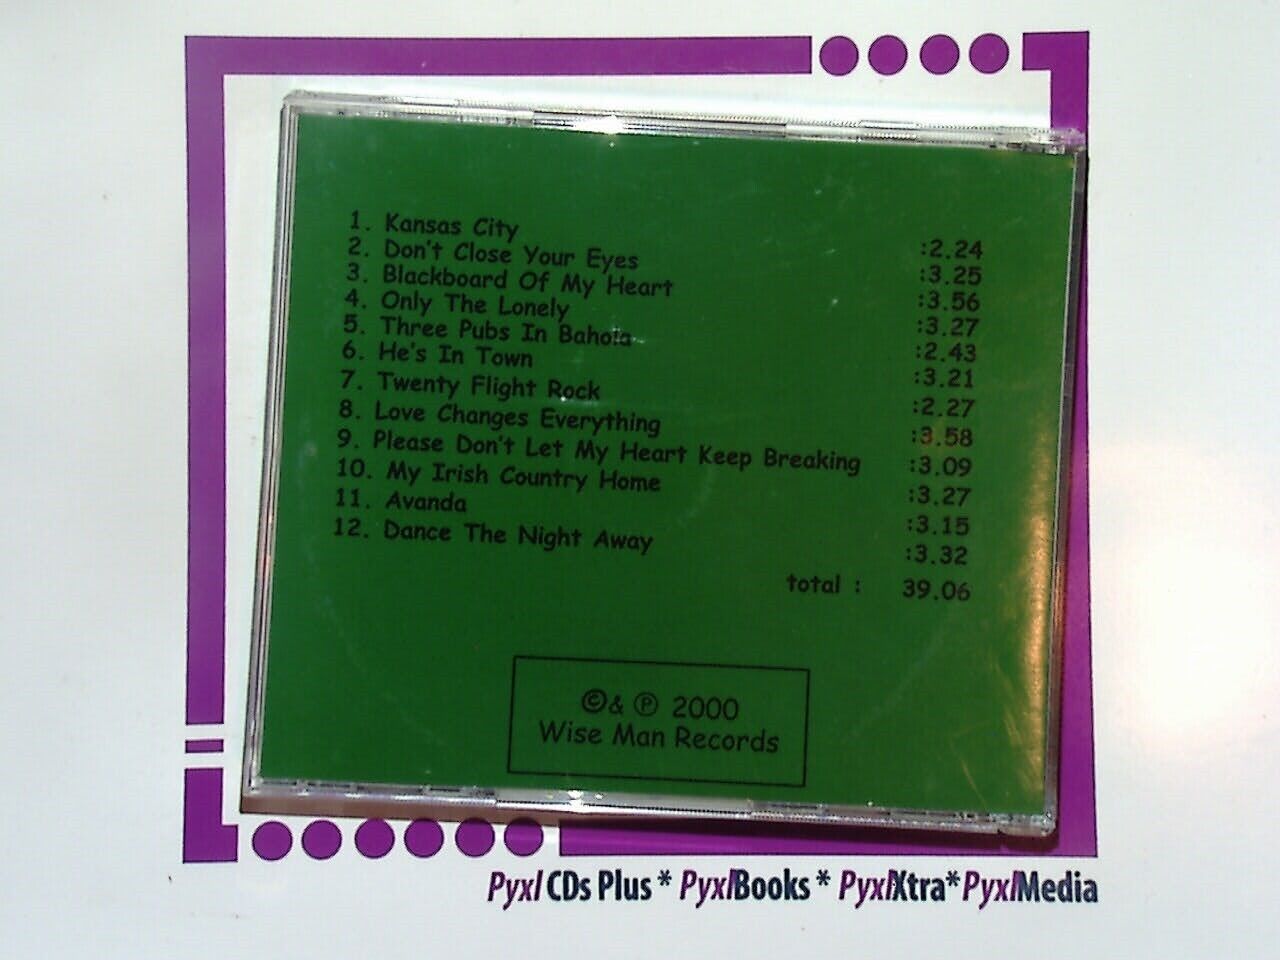 1. Kansas City :2.24
2. Don't Close Your Eyes :3.25
3. Blackboard Of My Heart :3.56
4. Only The Lonely :3.27
5. Three Pubs In Bahoia :2.43
6. He's In Town :3.21
7. Twenty Flight Rock :2.27
8. Love Changes Everything :3.58
9. Please Don't Let My Heart Keep Breaking :3.09
10. My Irish Country Home :3.27
11. Avanda :3.15
12. Dance The Night Away :3.32
total : 39.06
©& ℗ 2000
Wise Man Records
Pyxl CDs Plus * PyxlBooks * PyxlXtra*PyxlMedia